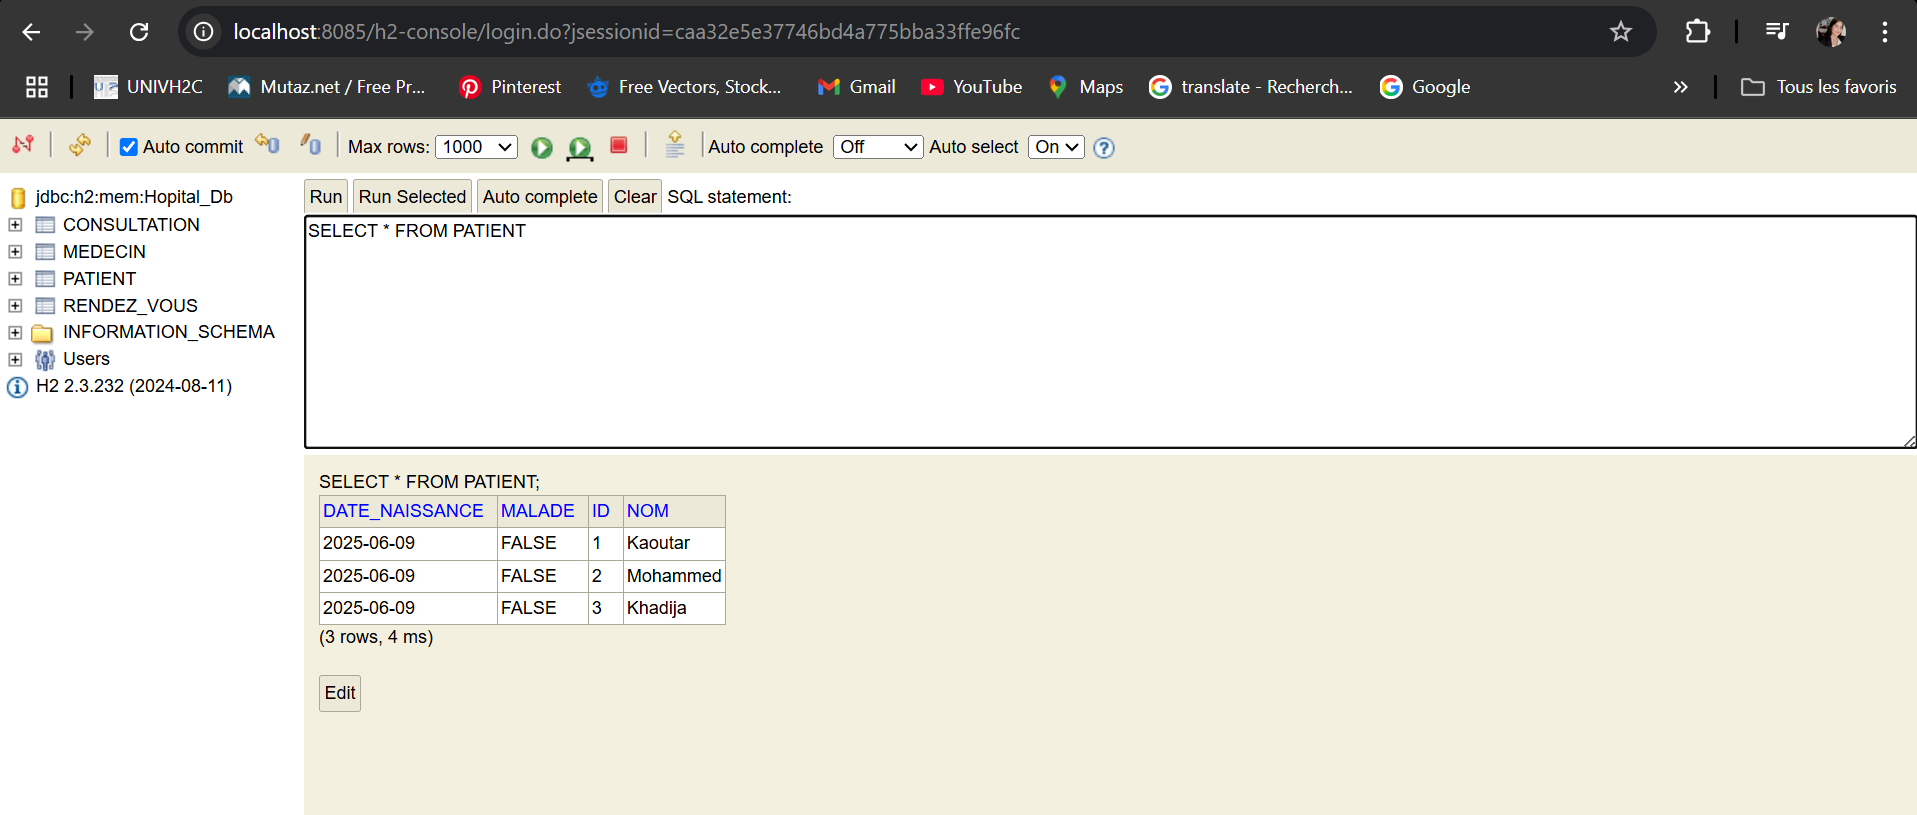 localhost:8085/h2-console/login.do?jsessionid=caa32e5e37746bd4a775bba33ffe96fc
UNIVH2C Mutaz.net / Free Pr... Pinterest Free Vectors, Stock... Gmail YouTube Maps translate - Recherch... Google » Tous les favoris
Auto commit Max rows: 1000 Auto complete Off Auto select On
jdbc:h2:mem:Hopital_Db
CONSULTATION
MEDECIN
PATIENT
RENDEZ_VOUS
INFORMATION_SCHEMA
Users
H2 2.3.232 (2024-08-11)
Run Run Selected Auto complete Clear SQL statement:
SELECT * FROM PATIENT
SELECT * FROM PATIENT;
DATE_NAISSANCE MALADE ID NOM
2025-06-09 FALSE 1 Kaoutar
2025-06-09 FALSE 2 Mohammed
2025-06-09 FALSE 3 Khadija
(3 rows, 4 ms)
Edit